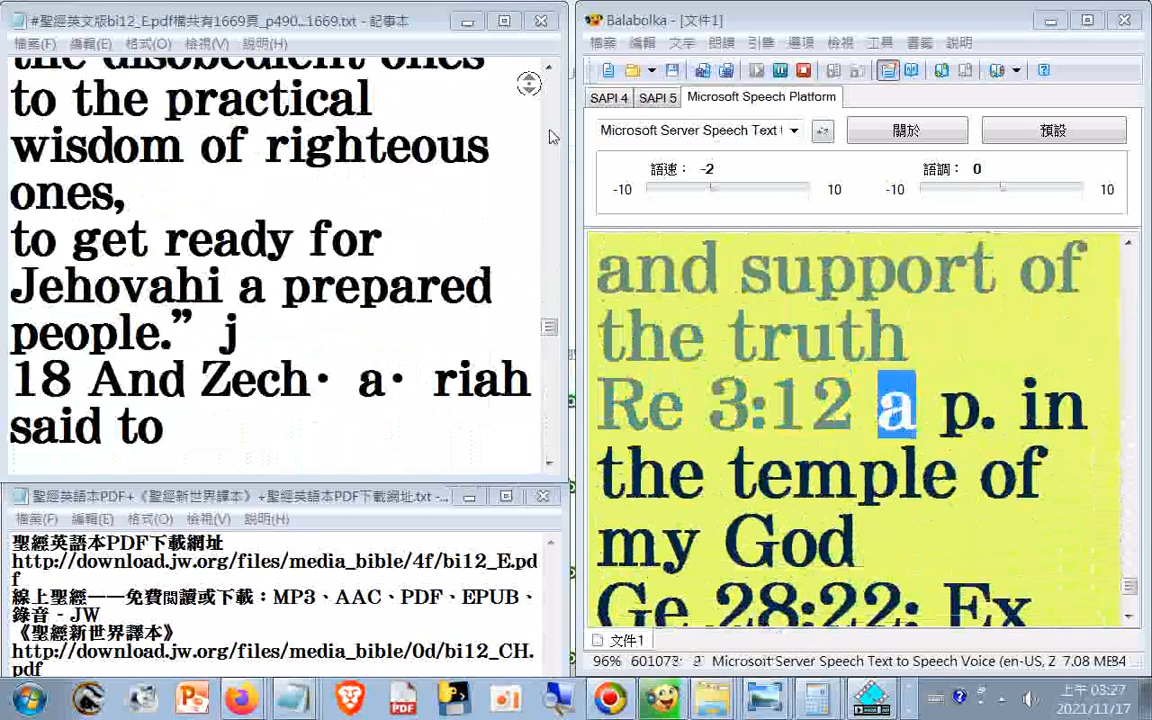 #聖經英文版bi12_E.pdf檔共有1669頁_p490...1669.txt - 記事本
檔案(F) 編輯(E) 格式(O) 檢視(V) 說明(H)
the disobedient ones
to the practical
wisdom of righteous
ones,
to get ready for
Jehovahi a prepared
people.” j
18 And Zech· a· riah
said to
聖經英語本PDF+《聖經新世界譯本》+聖經英語本PDF下載網址.txt - ...
檔案(F) 編輯(E) 格式(O) 檢視(V) 說明(H)
聖經英語本PDF下載網址
http://download.jw.org/files/media_bible/4f/bi12_E.pd
f
線上聖經——免費閱讀或下載：MP3、AAC、PDF、EPUB、
錄音 - JW
《聖經新世界譯本》
http://download.jw.org/files/media_bible/0d/bi12_CH.
pdf
Balabolka - [文件1]
檔案 編輯 文字 朗讀 引擎 選項 檢視 工具 書籤 說明
SAPI 4 SAPI 5 Microsoft Speech Platform
Microsoft Server Speech Text 關於 預設
語速： -2 語調： 0
-10 10 -10 10
and support of
the truth
Re 3:12 a p. in
the temple of
my God
Ge 28:22; Ex
文件1
96% Microsoft Server Speech Text to Speech Voice (en-US, Z 7.08 MB
上午 03:27
2021/11/17